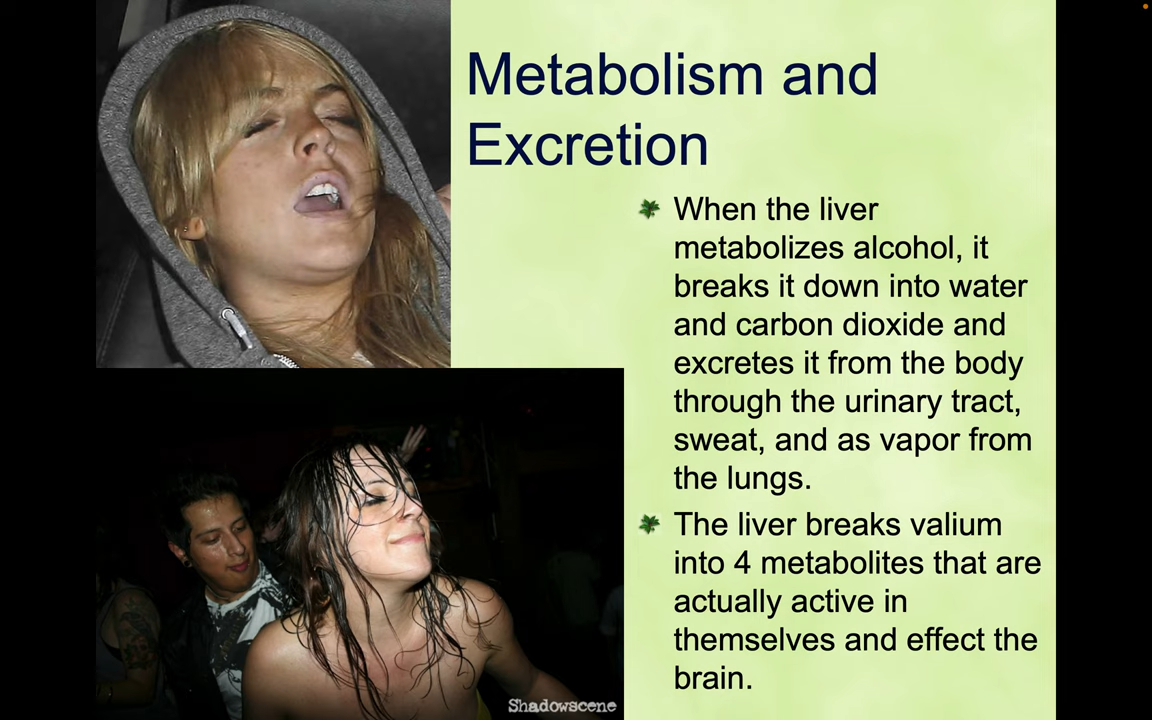 Metabolism and
Excretion
When the liver
metabolizes alcohol, it
breaks it down into water
and carbon dioxide and
excretes it from the body
through the urinary tract,
sweat, and as vapor from
the lungs.
The liver breaks valium
into 4 metabolites that are
actually active in
themselves and effect the
brain.
Shadowscene